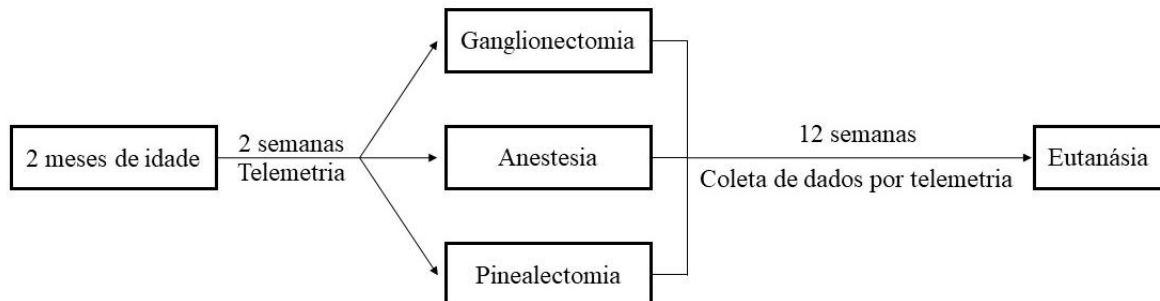 2 meses de idade
2 semanas
Telemetria
Ganglionectomia
Anestesia
Pinealectomia
12 semanas
Coleta de dados por telemetria
Eutanásia